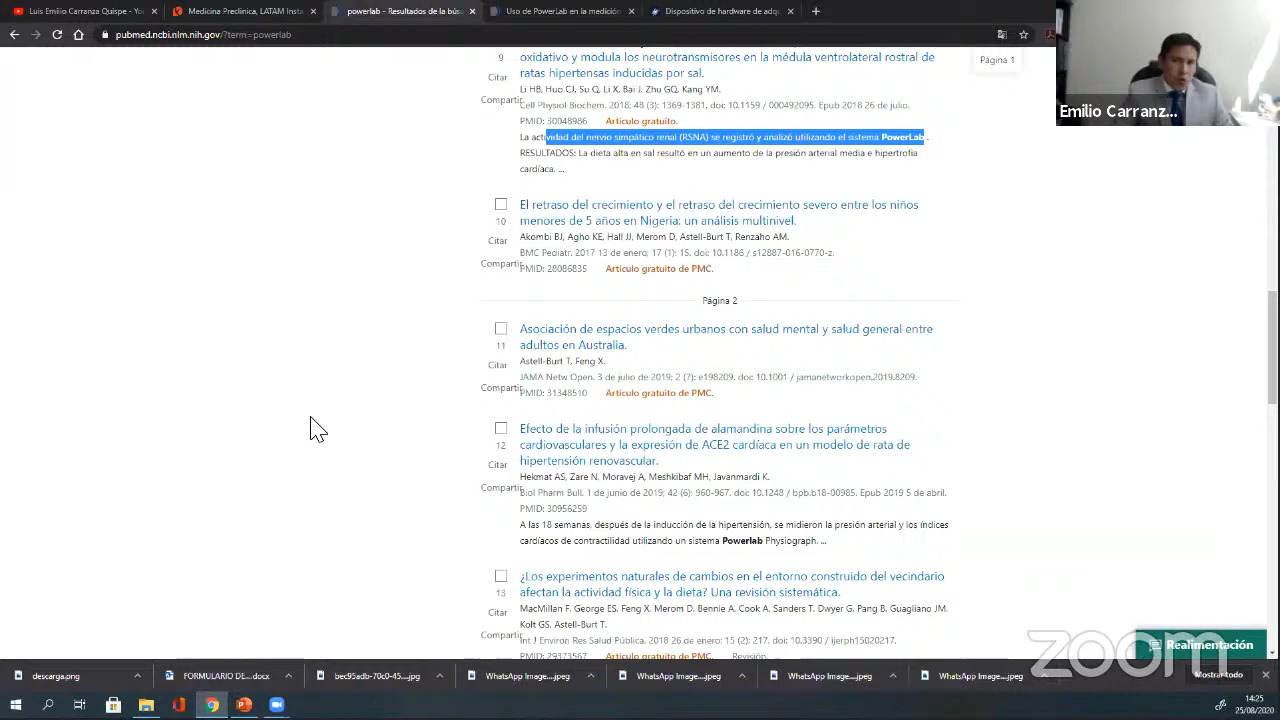 Luis Emilio Carranza Quispe - Yo
Medicina Preclinica, LATAM Insta
powerlab - Resultados de la bús
Uso de PowerLab en la medición
Dispositivo de hardware de adqu
pubmed.ncbi.nlm.nih.gov/?term=powerlab
Página 1
Emilio Carranz...
9
oxidativo y modula los neurotransmisores en la médula ventrolateral rostral de
ratas hipertensas inducidas por sal.
Citar
Li HB, Huo CJ, Su Q, Li X, Bai J, Zhu GQ, Kang YM.
Compartir
Cell Physiol Biochem. 2018; 48 (3): 1369-1381. doi: 10.1159 / 000492095. Epub 2018 26 de julio.
PMID: 30048986 Artículo gratuito.
La actividad del nervio simpático renal (RSNA) se registró y analizó utilizando el sistema PowerLab .
RESULTADOS: La dieta alta en sal resultó en un aumento de la presión arterial media e hipertrofia
cardíaca. ...
El retraso del crecimiento y el retraso del crecimiento severo entre los niños
10
menores de 5 años en Nigeria: un análisis multinivel.
Citar
Akombi BJ, Agho KE, Hall JJ, Merom D, Astell-Burt T, Renzaho AM.
BMC Pediatr. 2017 13 de enero; 17 (1): 15. doi: 10.1186 / s12887-016-0770-z.
Compartir
PMID: 28086835 Artículo gratuito de PMC.
Página 2
Asociación de espacios verdes urbanos con salud mental y salud general entre
11
adultos en Australia.
Citar
Astell-Burt T, Feng X.
JAMA Netw Open. 3 de julio de 2019; 2 (7): e198209. doi: 10.1001 / jamanetworkopen.2019.8209.
Compartir
PMID: 31348510 Artículo gratuito de PMC.
Efecto de la infusión prolongada de alamandina sobre los parámetros
12
cardiovasculares y la expresión de ACE2 cardíaca en un modelo de rata de
hipertensión renovascular.
Citar
Hekmat AS, Zare N, Moravej A, Meshkibaf MH, Javanmardi K.
Compartir
Biol Pharm Bull. 1 de junio de 2019; 42 (6): 960-967. doi: 10.1248 / bpb.b18-00985. Epub 2019 5 de abril.
PMID: 30956259
A las 18 semanas, después de la inducción de la hipertensión, se midieron la presión arterial y los índices
cardíacos de contractilidad utilizando un sistema Powerlab Physiograph. ...
¿Los experimentos naturales de cambios en el entorno construido del vecindario
13
afectan la actividad física y la dieta? Una revisión sistemática.
Citar
MacMillan F, George ES, Feng X, Merom D, Bennie A, Cook A, Sanders T, Dwyer G, Pang B, Guagliano JM,
Kolt GS, Astell-Burt T.
Compartir
Int J Environ Res Salud Pública. 2018 26 de enero; 15 (2): 217. doi: 10.3390 / ijerph15020217.
PMID: 29373567 Artículo gratuito de PMC. Revisión.
Realimentación
zoom
descarga.png
FORMULARIO DE....docx
bec95adb-70c0-45....jpg
WhatsApp Image....jpeg
WhatsApp Image....jpeg
WhatsApp Image....jpeg
WhatsApp Image....jpeg
Mostrar todo
14:25
25/08/2020